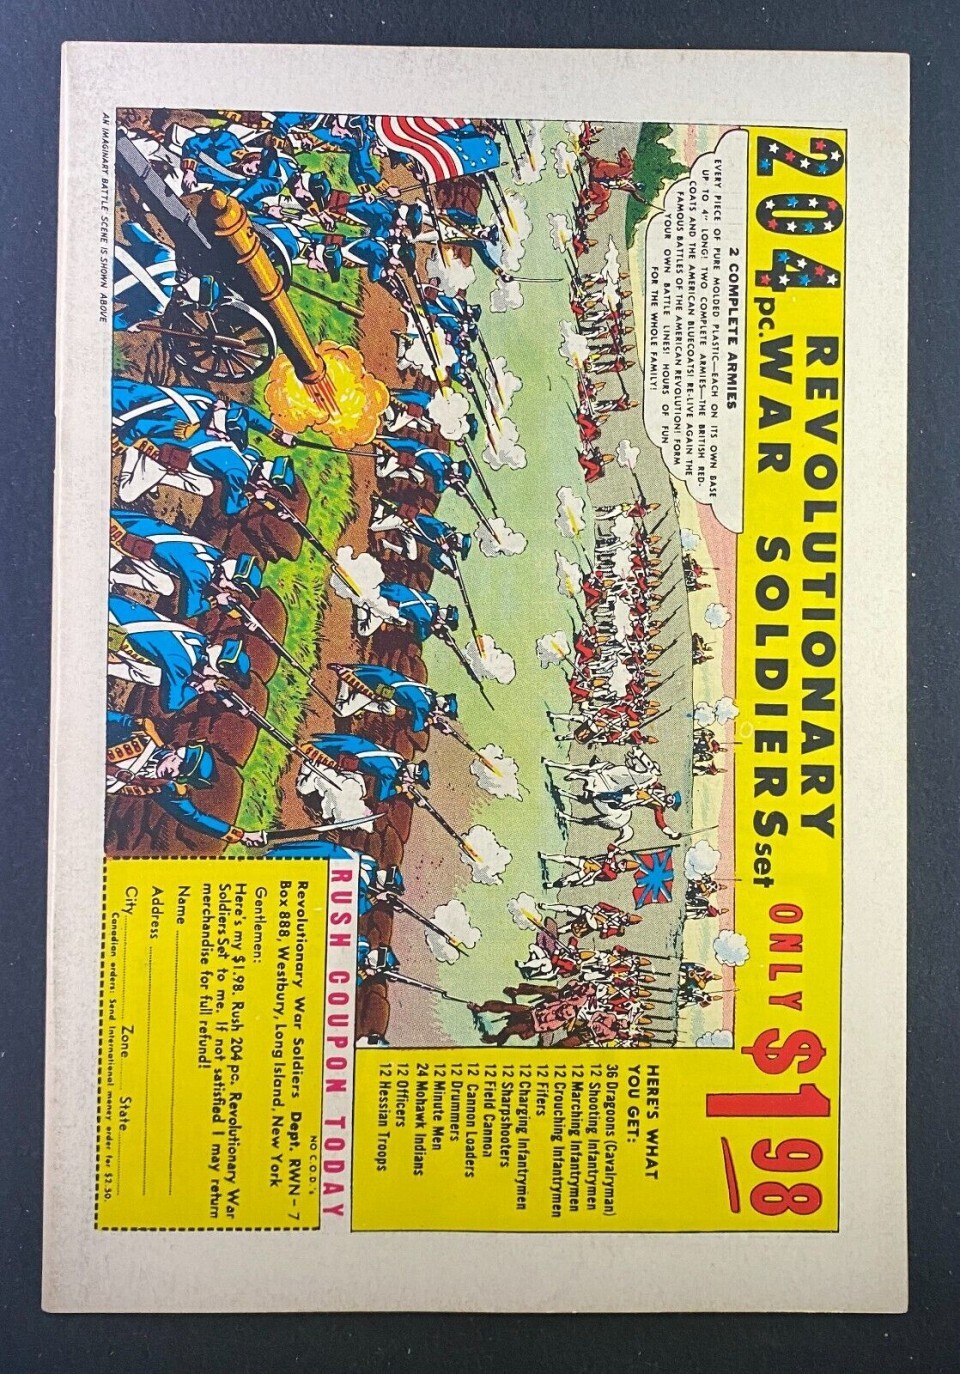 204 REVOLUTIONARY
pc. WAR SOLDIERS set ONLY $1 98
2 COMPLETE ARMIES
EVERY PIECE OF PURE MOLDED PLASTIC—EACH ON ITS OWN BASE
UP TO 4" LONG! TWO COMPLETE ARMIES—THE BRITISH RED-
COATS AND THE AMERICAN BLUECOATS! RE-LIVE AGAIN THE
FAMOUS BATTLES OF THE AMERICAN REVOLUTION! FORM
YOUR OWN BATTLE LINES! HOURS OF FUN
FOR THE WHOLE FAMILY!
HERE'S WHAT
YOU GET:
36 Dragons (Cavalryman)
12 Shooting Infantrymen
12 Marching Infantrymen
12 Crouching Infantrymen
12 Fifers
12 Charging Infantrymen
12 Sharpshooters
12 Field Cannon
12 Cannon Loaders
12 Drummers
12 Minute Men
24 Mohawk Indians
12 Officers
12 Hessian Troops
RUSH COUPON TODAY
NO C.O.D.'s
Revolutionary War Soldiers Dept. RWN-7
Box 888, Westbury, Long Island, New York
Gentlemen:
Here's my $1.98. Rush 204 pc. Revolutionary War
Soldiers Set to me. If not satisfied I may return
merchandise for full refund!
Name
Address
City Zone State
Canadian orders: Send International money order for $2.50.
AN IMAGINARY BATTLE SCENE IS SHOWN ABOVE